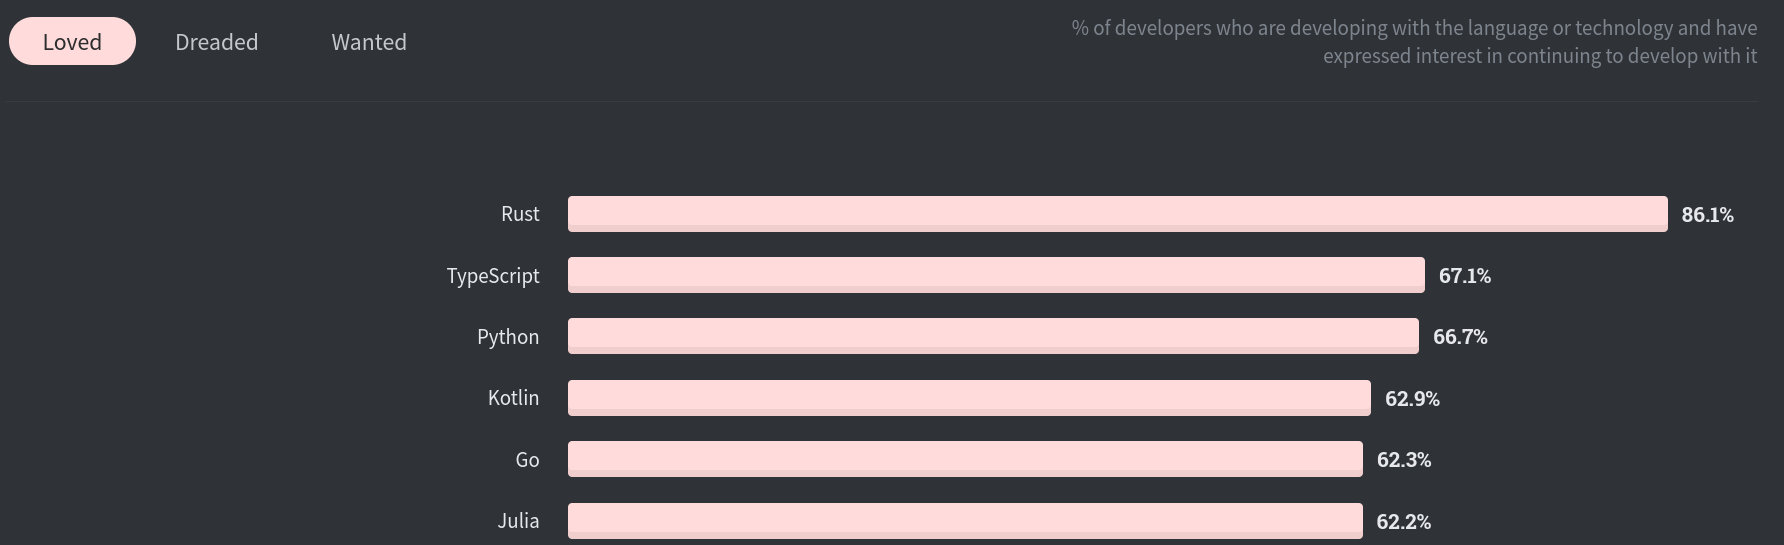 Loved Dreaded Wanted
% of developers who are developing with the language or technology and have
expressed interest in continuing to develop with it
Rust 86.1%
TypeScript 67.1%
Python 66.7%
Kotlin 62.9%
Go 62.3%
Julia 62.2%